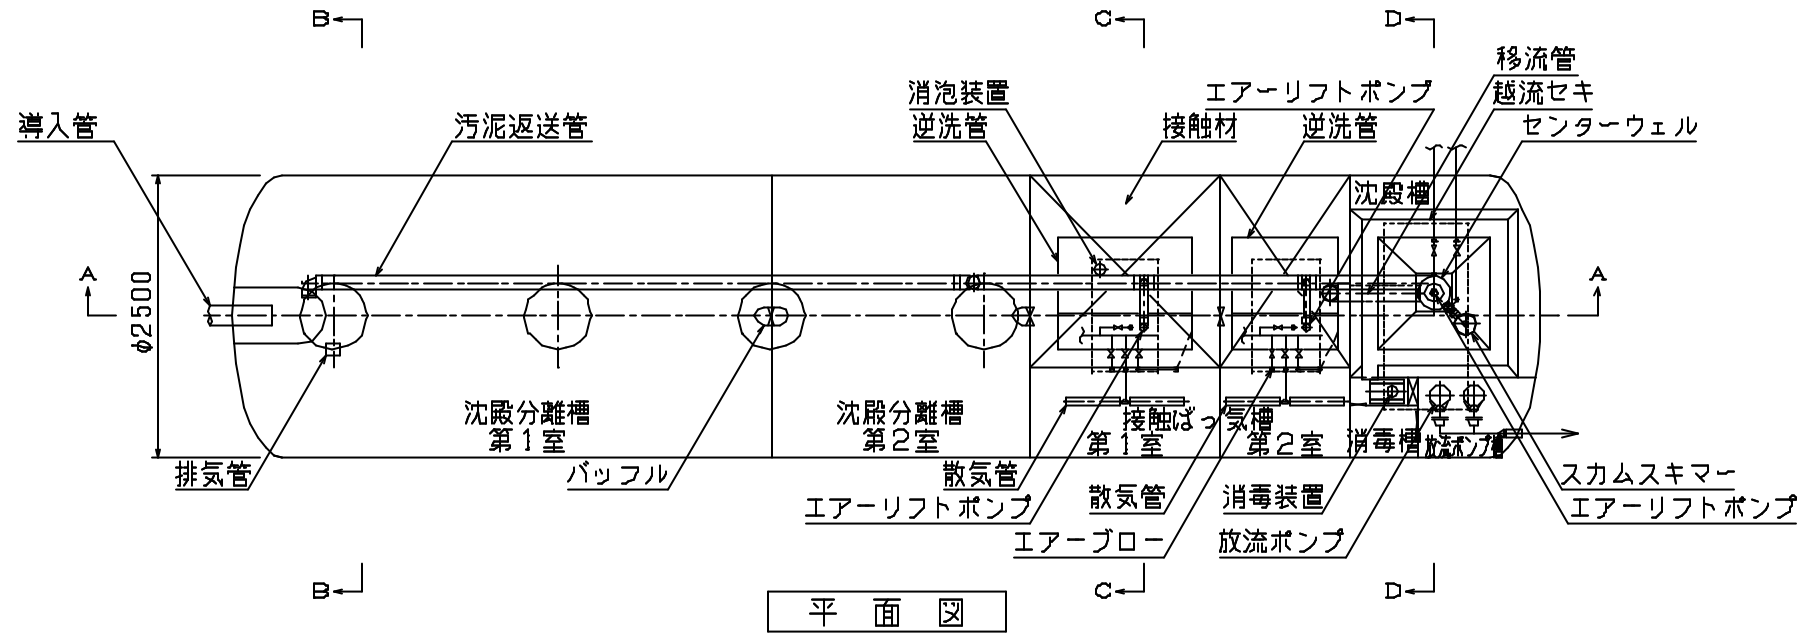 B
C
D
移流管
消泡装置
エアーリフトポンプ
越流セキ
導入管
汚泥返送管
逆洗管
接触材
逆洗管
センターウェル
沈殿槽
A
A
φ2500
沈殿分離槽
第1室
沈殿分離槽
第2室
接触ばっ気槽
第1室
第2室
消毒槽
放流ポンプ槽
排気管
バッフル
散気管
スカムスキマー
エアーリフトポンプ
散気管
消毒装置
エアーリフトポンプ
エアーブロー
放流ポンプ
B
C
D
平面図